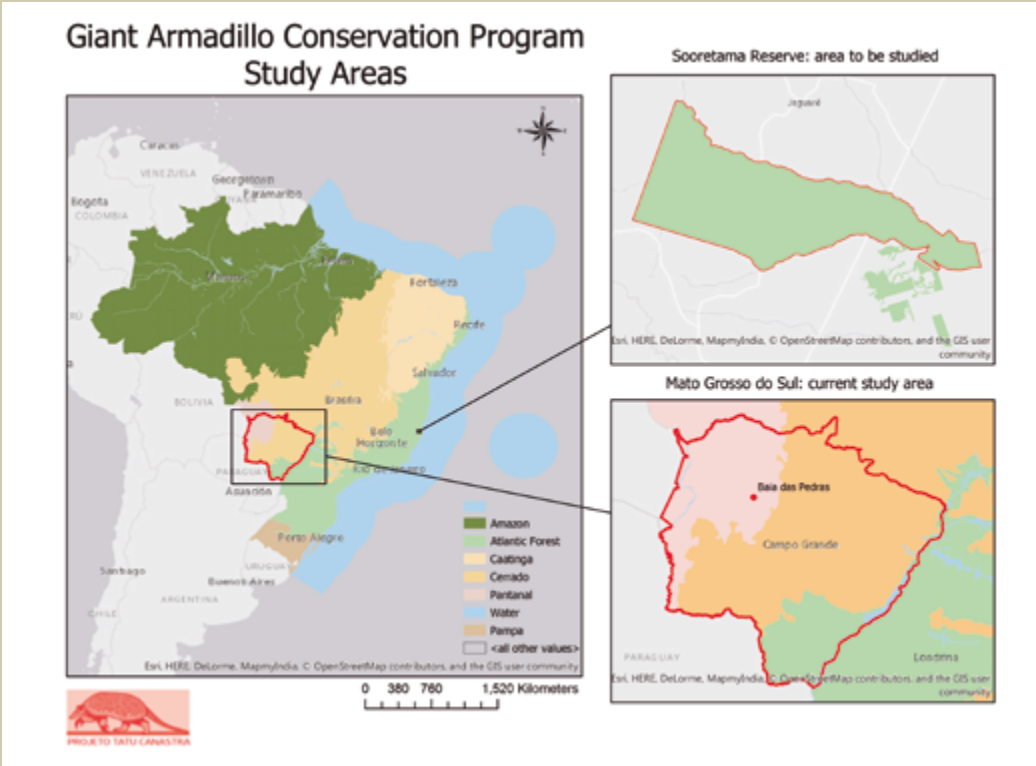 Giant Armadillo Conservation Program
Study Areas
Caracas
VENEZUELA
Georgetown
Paramaribo
Bogota
COLOMBIA
Manaus
Fortaleza
Recife
Salvador
BOLIVIA
Brasília
Belo
Horizonte
Rio de Janeiro
PARAGUAY
Asunción
Porto Alegre
URUGUAY
Santiago
Buenos Aires
ARGENTINA
CHILE
Amazon
Atlantic Forest
Caatinga
Cerrado
Pantanal
Water
Pampa
<all other values>
Esri, HERE, DeLorme, MapmyIndia, © OpenStreetMap contributors, and the GIS user community
0 380 760 1,520 Kilometers
PROJETO TATU CANASTRA
Sooretama Reserve: area to be studied
Jaguaré
Esri, HERE, DeLorme, MapmyIndia, © OpenStreetMap contributors, and the GIS user
community
Mato Grosso do Sul: current study area
Baia das Pedras
Campo Grande
PARAGUAY
Londrina
Esri, HERE, DeLorme, MapmyIndia, © OpenStreetMap contributors, and the GIS user
community